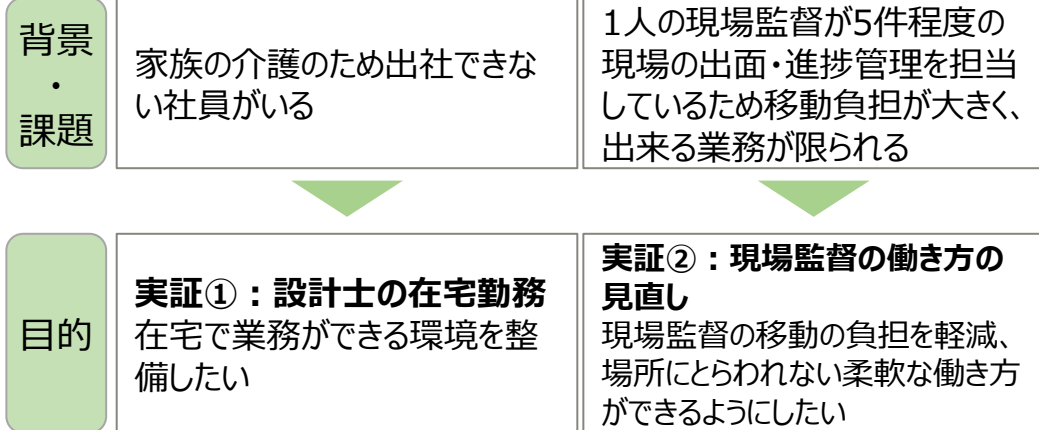 背景
・
課題
家族の介護のため出社できな
い社員がいる
1人の現場監督が5件程度の
現場の出面・進捗管理を担当
しているため移動負担が大きく、
出来る業務が限られる
目的
実証①：設計士の在宅勤務
在宅で業務ができる環境を整
備したい
実証②：現場監督の働き方の
見直し
現場監督の移動の負担を軽減、
場所にとらわれない柔軟な働き方
ができるようにしたい